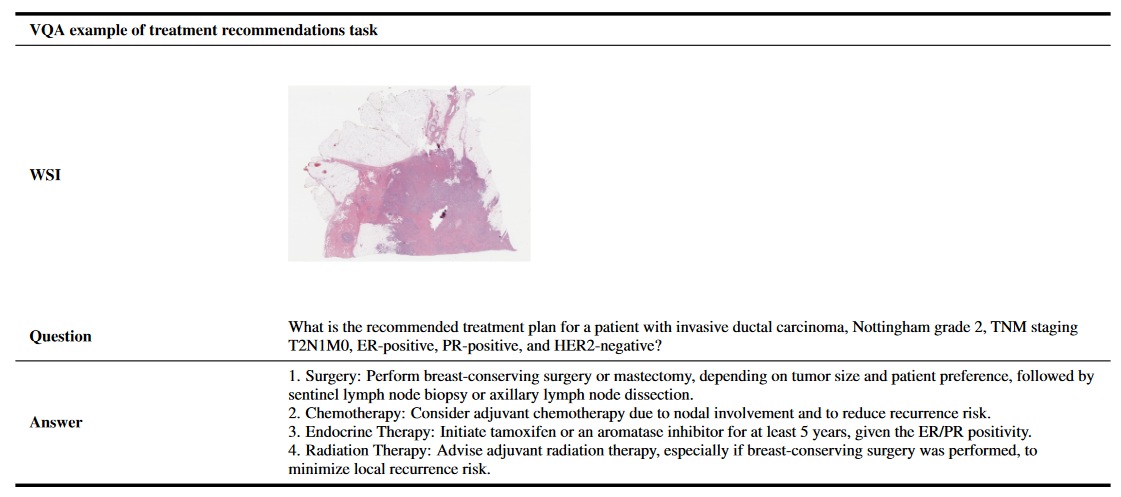 VQA example of treatment recommendations task
WSI
Question
What is the recommended treatment plan for a patient with invasive ductal carcinoma, Nottingham grade 2, TNM staging
T2N1M0, ER-positive, PR-positive, and HER2-negative?
Answer
1. Surgery: Perform breast-conserving surgery or mastectomy, depending on tumor size and patient preference, followed by
sentinel lymph node biopsy or axillary lymph node dissection.
2. Chemotherapy: Consider adjuvant chemotherapy due to nodal involvement and to reduce recurrence risk.
3. Endocrine Therapy: Initiate tamoxifen or an aromatase inhibitor for at least 5 years, given the ER/PR positivity.
4. Radiation Therapy: Advise adjuvant radiation therapy, especially if breast-conserving surgery was performed, to
minimize local recurrence risk.